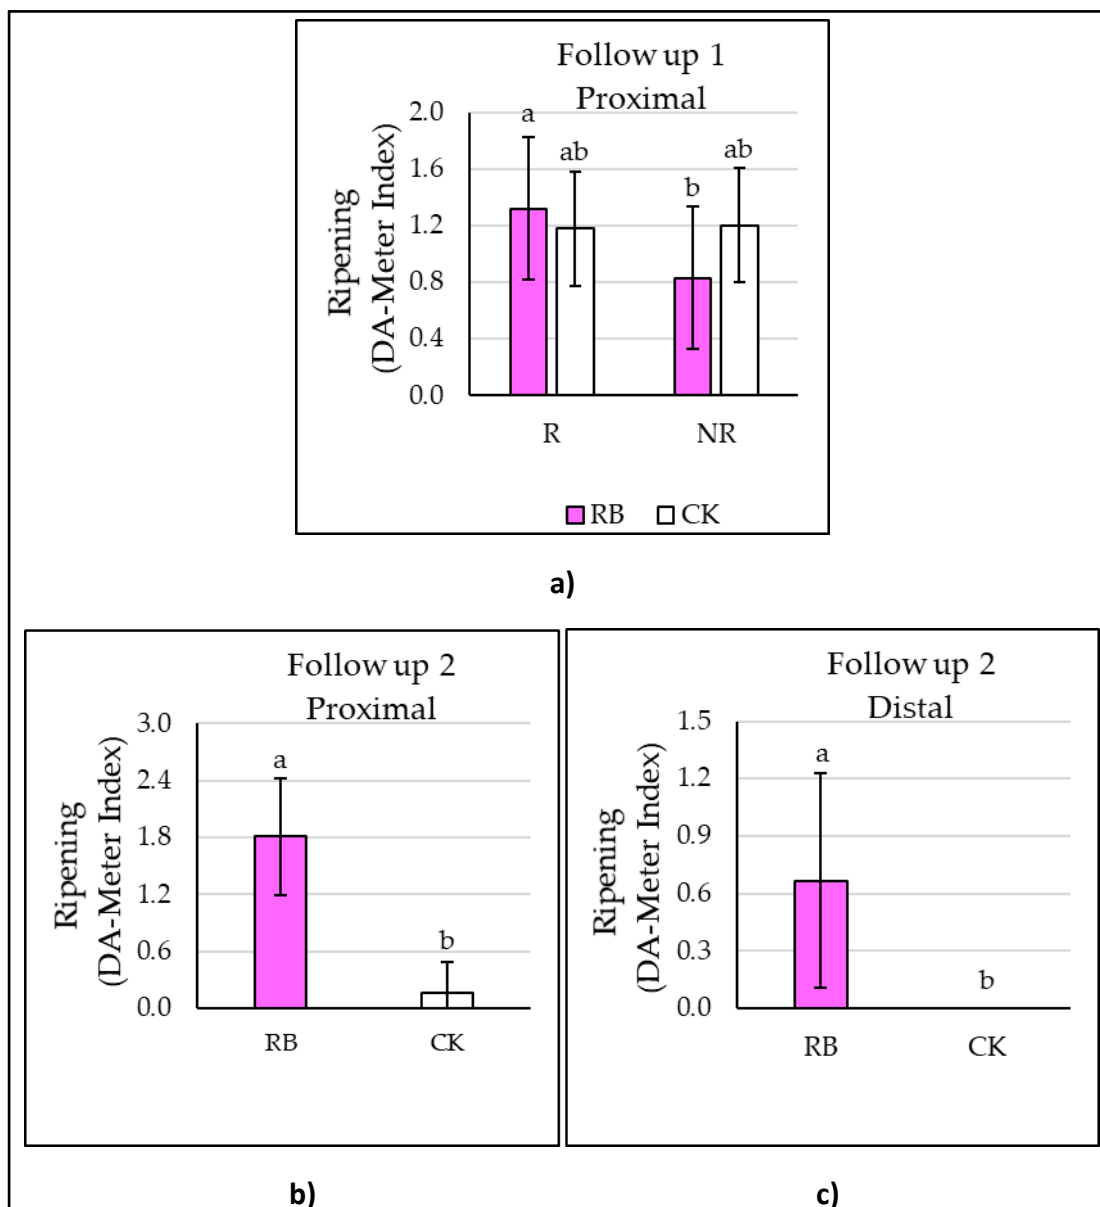 Follow up 1
Proximal
Ripening
(DA-Meter Index)
2.0
1.6
1.2
0.8
0.4
0.0
a
ab
b
ab
R NR
RB CK
a)
Follow up 2
Proximal
Ripening
(DA-Meter Index)
3.0
2.4
1.8
1.2
0.6
0.0
a
b
RB CK
b)
Follow up 2
Distal
Ripening
(DA-Meter Index)
1.5
1.2
0.9
0.6
0.3
0.0
a
b
RB CK
c)